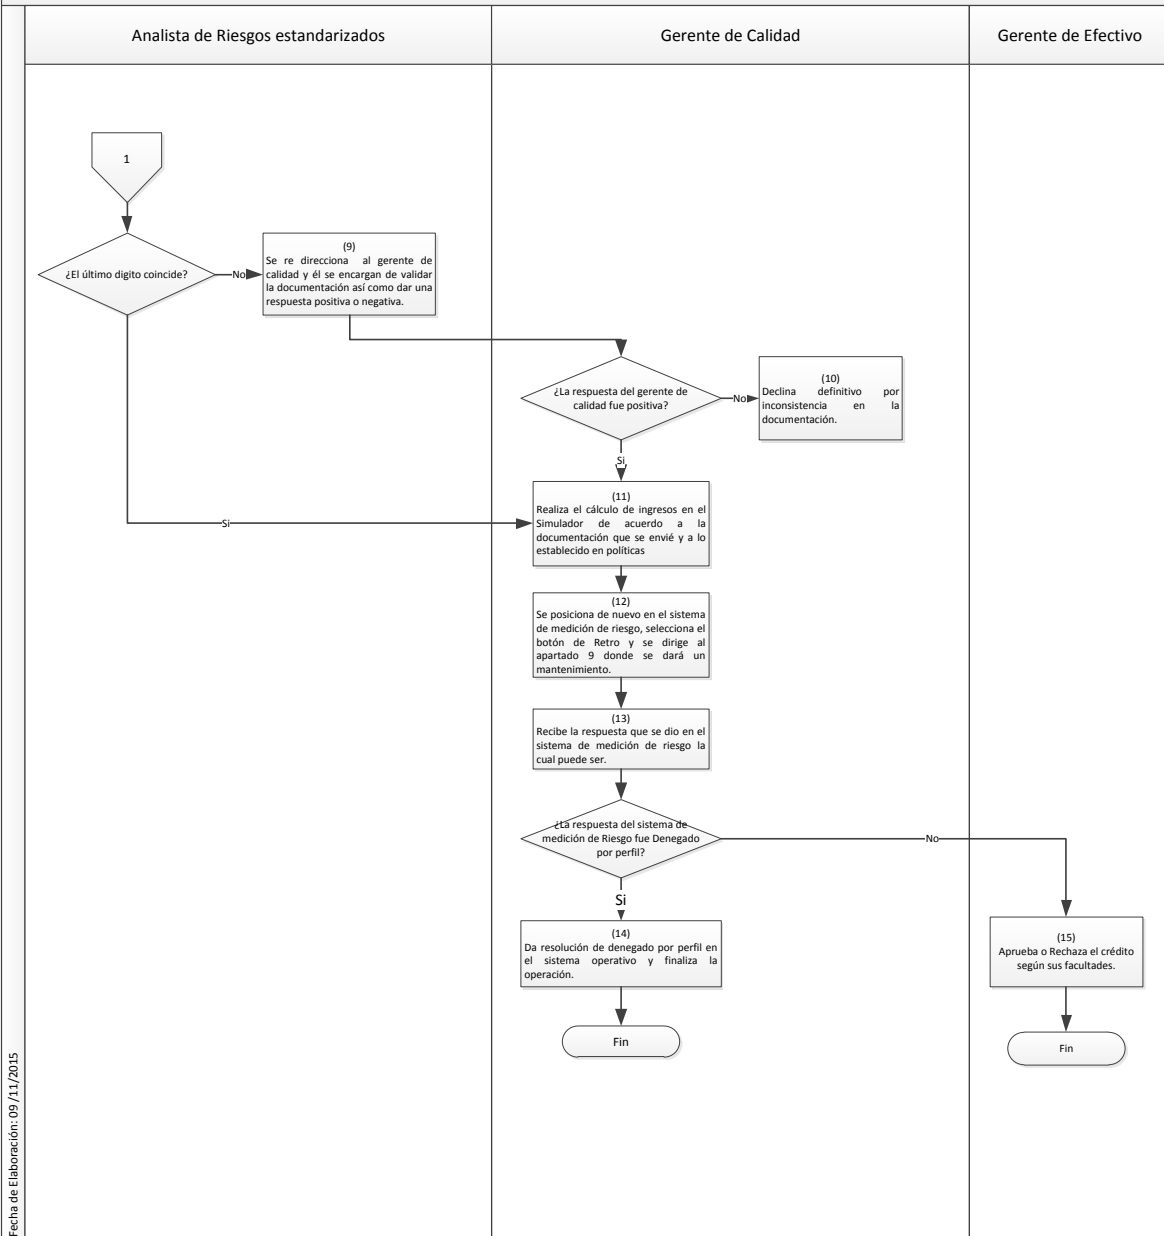 Analista de Riesgos estandarizados
Gerente de Calidad
Gerente de Efectivo
1
¿El último digito coincide?
No
(9)
Se re direcciona al gerente de
calidad y él se encargan de validar
la documentación así como dar una
respuesta positiva o negativa.
¿La respuesta del gerente de
calidad fue positiva?
No
(10)
Declina definitivo por
inconsistencia en la
documentación.
Si
Si
(11)
Realiza el cálculo de ingresos en el
Simulador de acuerdo a la
documentación que se envié y a lo
establecido en políticas
(12)
Se posiciona de nuevo en el sistema
de medición de riesgo, selecciona el
botón de Retro y se dirige al
apartado 9 donde se dará un
mantenimiento.
(13)
Recibe la respuesta que se dio en el
sistema de medición de riesgo la
cual puede ser.
¿La respuesta del sistema de
medición de Riesgo fue Denegado
por perfil?
No
Si
(14)
Da resolución de denegado por perfil en
el sistema operativo y finaliza la
operación.
(15)
Aprueba o Rechaza el crédito
según sus facultades.
Fin
Fin
Fecha de Elaboración: 09 /11/2015